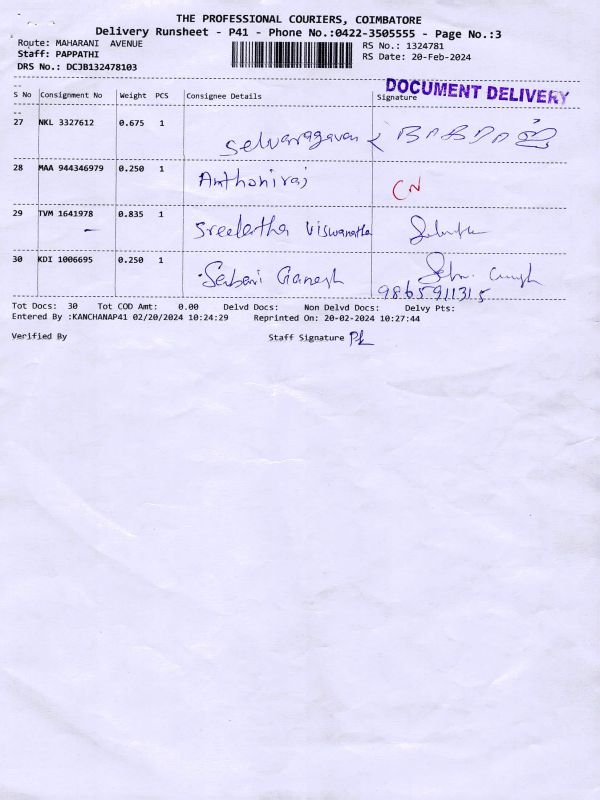 THE PROFESSIONAL COURIERS, COIMBATORE
Delivery Runsheet - P41 - Phone No.:0422-3505555 - Page No.:3
Route: MAHARANI AVENUE
RS No.: 1324781
Staff: PAPPATHI
RS Date: 20-Feb-2024
DRS No.: DCJB132478103
DOCUMENT DELIVERY
S No Consignment No Weight PCS Consignee Details Signature
27 NKL 3327612 0.675 1 Selvaragavan
28 MAA 944346979 0.250 1 Anthoniraj CN
29 TVM 1641978 0.835 1 Sreelatha Viswanatha
30 KDI 1006695 0.250 1 Sabari Ganesh
9865911315
Tot Docs: 30 Tot COD Amt: 0.00 Delvd Docs: Non Delvd Docs: Delvy Pts:
Entered By :KANCHANAP41 02/20/2024 10:24:29 Reprinted On: 20-02-2024 10:27:44
Verified By Staff Signature